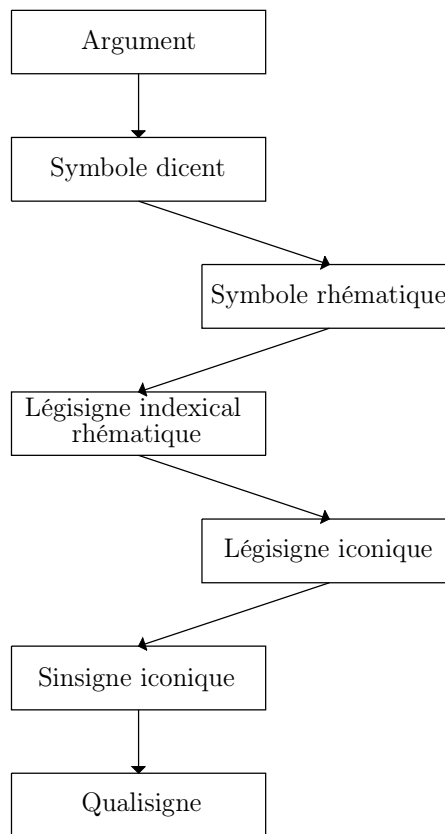 Argument
Symbole dicent
Symbole rhématique
Légisigne indexical
rhématique
Légisigne iconique
Sinsigne iconique
Qualisigne